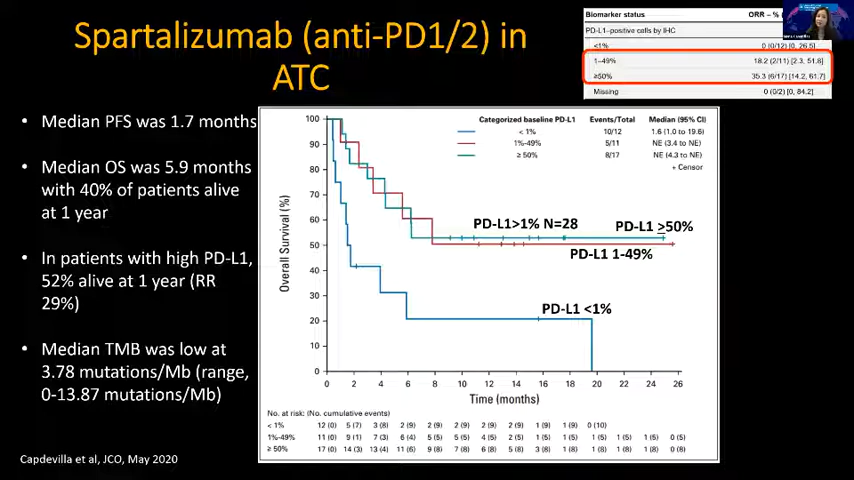 Spartalizumab (anti-PD1/2) in
ATC
Biomarker status ORR – % (
PD-L1–positive calls by IHC
<1% 0 (0/12) [0, 26.5]
1–49% 18.2 (2/11) [2.3, 51.8]
≥50% 35.3 (6/17) [14.2, 61.7]
Missing 0 (0/2) [0, 84.2]
• Median PFS was 1.7 months
• Median OS was 5.9 months
with 40% of patients alive
at 1 year
• In patients with high PD-L1,
52% alive at 1 year (RR
29%)
• Median TMB was low at
3.78 mutations/Mb (range,
0-13.87 mutations/Mb)
Capdevilla et al, JCO, May 2020
Categorized baseline PD-L1 Events/Total Median (95% CI)
< 1% 10/12 1.6 (1.0 to 19.6)
1%-49% 5/11 NE (3.4 to NE)
≥ 50% 8/17 NE (4.3 to NE)
+ Censor
PD-L1>1% N=28
PD-L1 >50%
PD-L1 1-49%
PD-L1 <1%
Overall Survival (%)
100
90
80
70
60
50
40
30
20
10
0
0 2 4 6 8 10 12 14 16 18 20 22 24 26
Time (months)
No. at risk: (No. cumulative events)
< 1% 12 (0) 5 (7) 3 (8) 2 (9) 2 (9) 2 (9) 2 (9) 2 (9) 1 (9) 1 (9) 0 (10)
1%-49% 11 (0) 9 (1) 7 (3) 6 (4) 5 (5) 5 (5) 4 (5) 2 (5) 1 (5) 1 (5) 1 (5) 1 (5) 1 (5) 0 (5)
≥ 50% 17 (0) 14 (3) 13 (4) 11 (6) 9 (8) 7 (8) 6 (8) 5 (8) 3 (8) 1 (8) 1 (8) 1 (8) 1 (8) 0 (8)